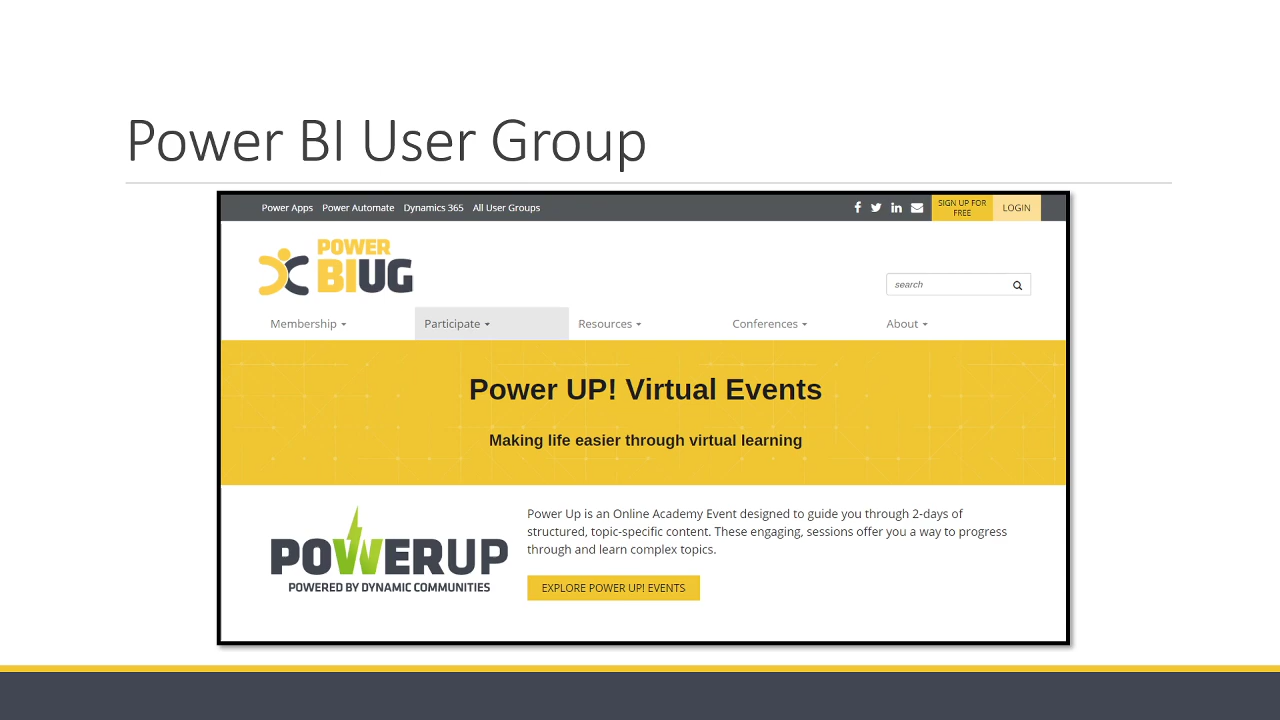 Power BI User Group
Power Apps Power Automate Dynamics 365 All User Groups
SIGN UP FOR
FREE
LOGIN
POWER
BIUG
search
Membership Participate Resources Conferences About
Power UP! Virtual Events
Making life easier through virtual learning
POWERUP
POWERED BY DYNAMIC COMMUNITIES
Power Up is an Online Academy Event designed to guide you through 2-days of
structured, topic-specific content. These engaging, sessions offer you a way to progress
through and learn complex topics.
EXPLORE POWER UP! EVENTS